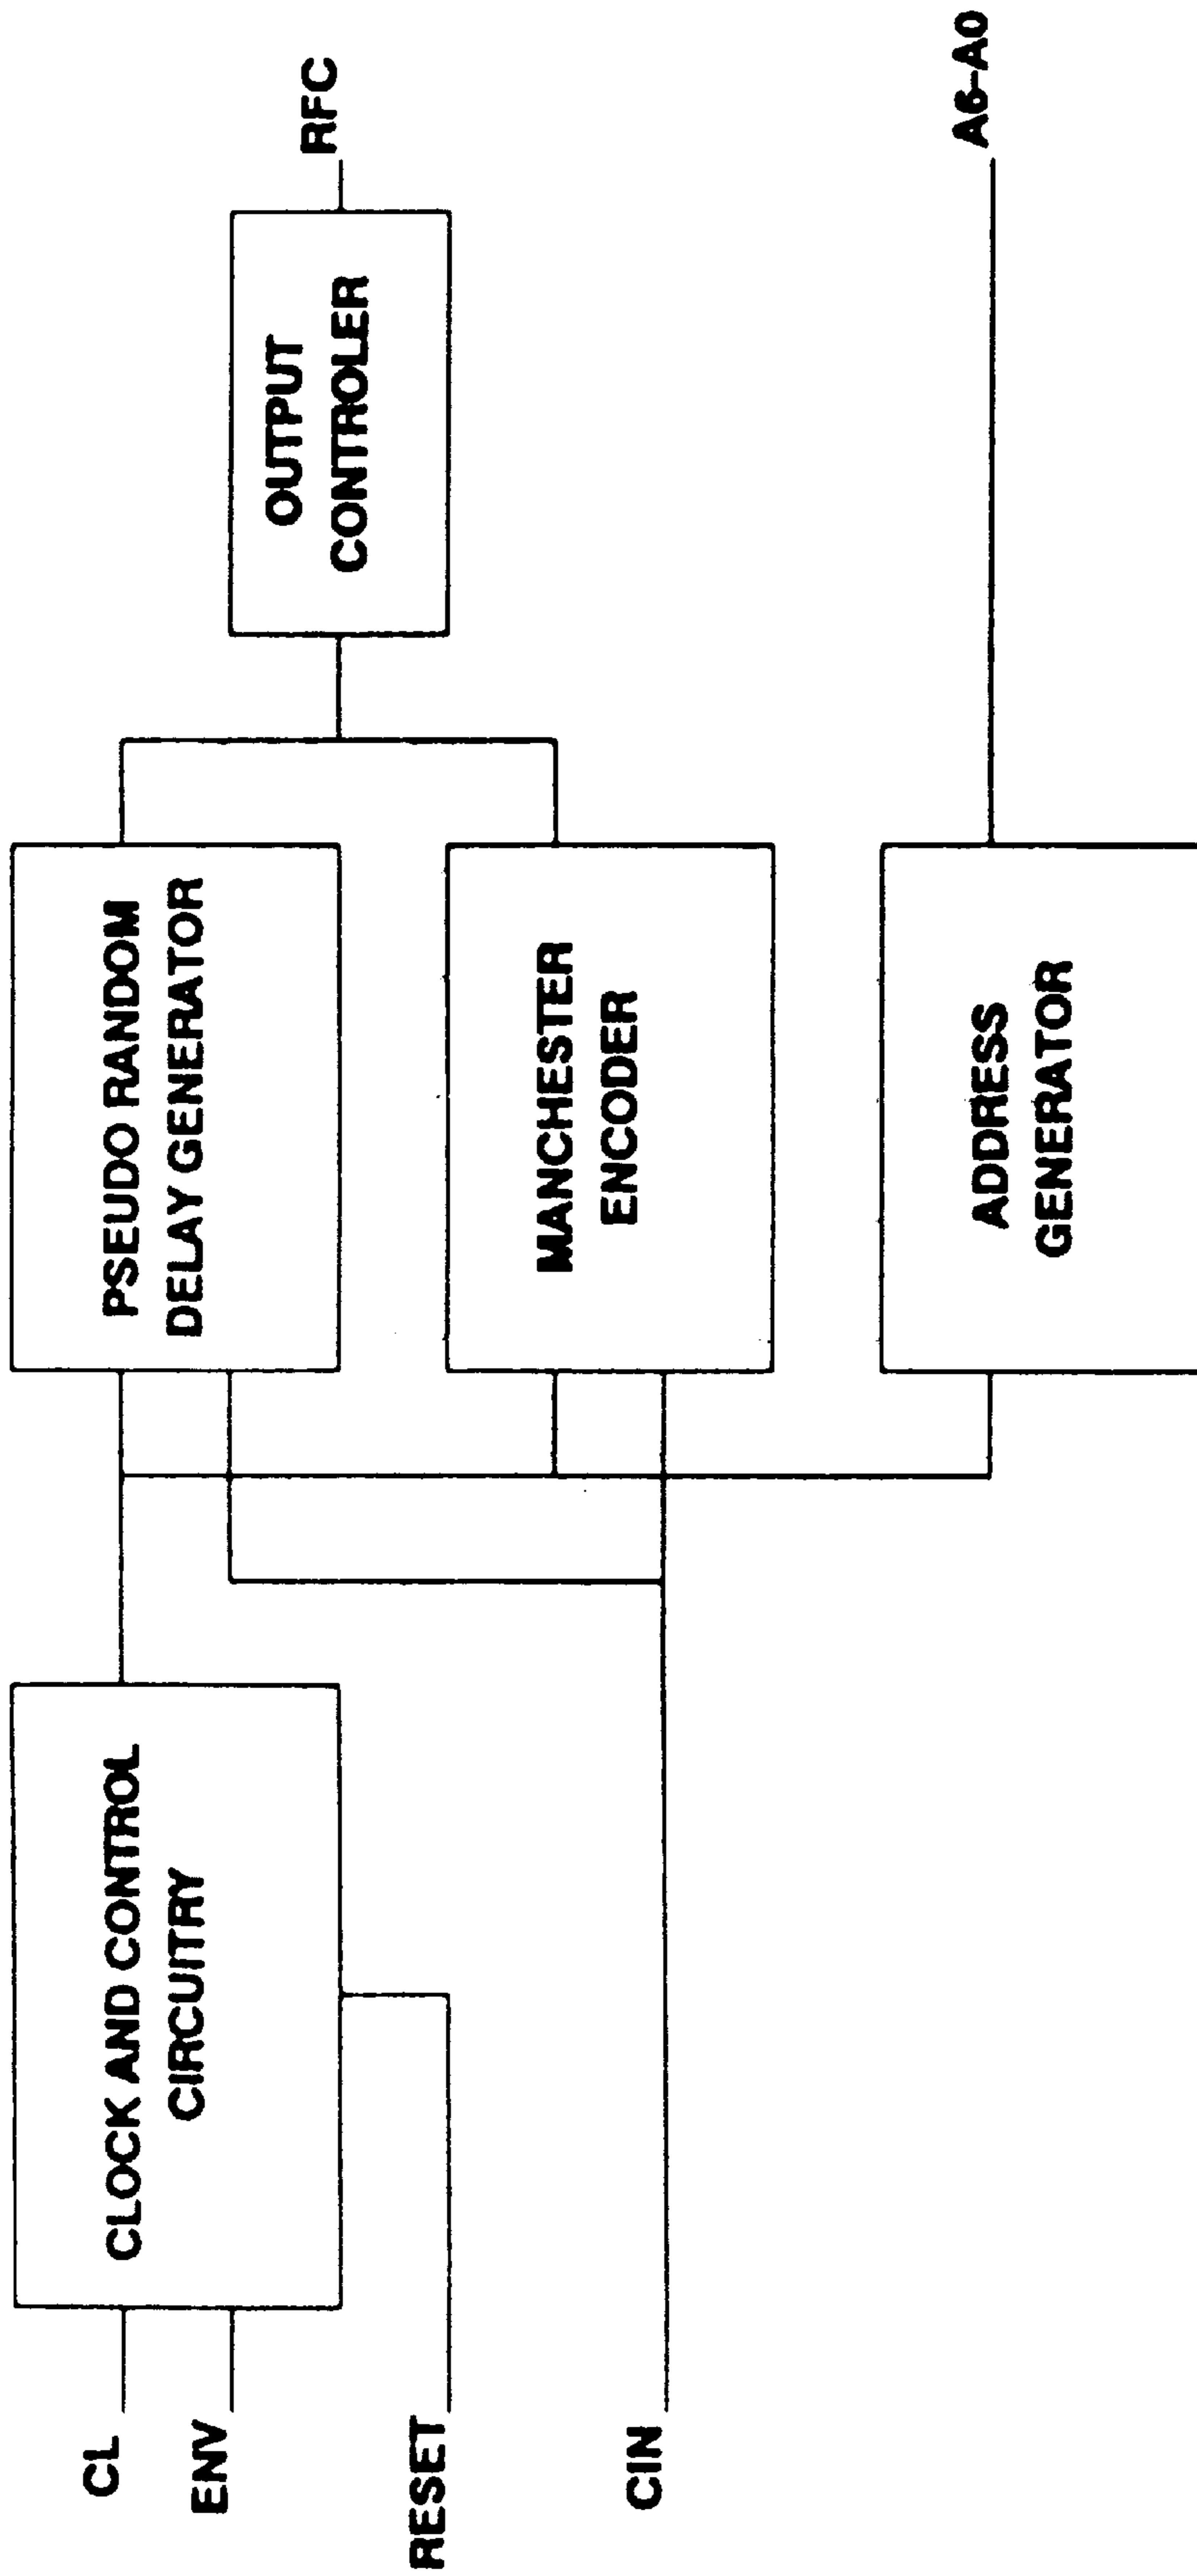 CL
ENV
RESET
CIN
CLOCK AND CONTROL
CIRCUITRY
PSEUDO RANDOM
DELAY GENERATOR
MANCHESTER
ENCODER
ADDRESS
GENERATOR
OUTPUT
CONTROLER
RFC
A6-A0